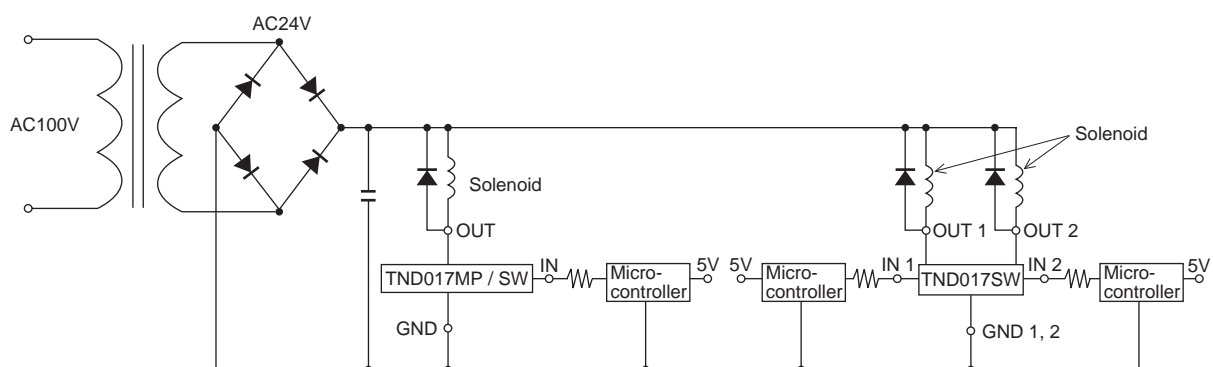 AC24V
AC100V
Solenoid
Solenoid
OUT
OUT 1
OUT 2
TND017MP / SW
IN
Micro-
controller
5V
5V
Micro-
controller
IN 1
TND017SW
IN 2
Micro-
controller
5V
GND
GND 1, 2